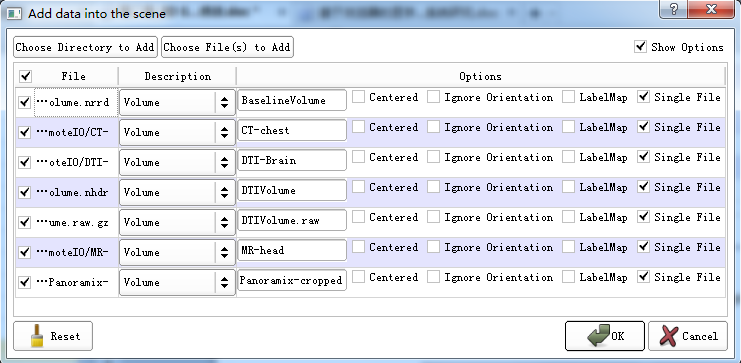 Add data into the scene
Choose Directory to Add Choose File(s) to Add Show Options
File Description Options
…olume.nrrd Volume BaselineVolume Centered Ignore Orientation LabelMap Single File
…moteIO/CT- Volume CT-chest Centered Ignore Orientation LabelMap Single File
…oteIO/DTI- Volume DTI-Brain Centered Ignore Orientation LabelMap Single File
…olume.nhdr Volume DTIVolume Centered Ignore Orientation LabelMap Single File
…ume.raw.gz Volume DTIVolume.raw Centered Ignore Orientation LabelMap Single File
…moteIO/MR- Volume MR-head Centered Ignore Orientation LabelMap Single File
…Panoramix- Volume Panoramix-cropped Centered Ignore Orientation LabelMap Single File
Reset OK Cancel